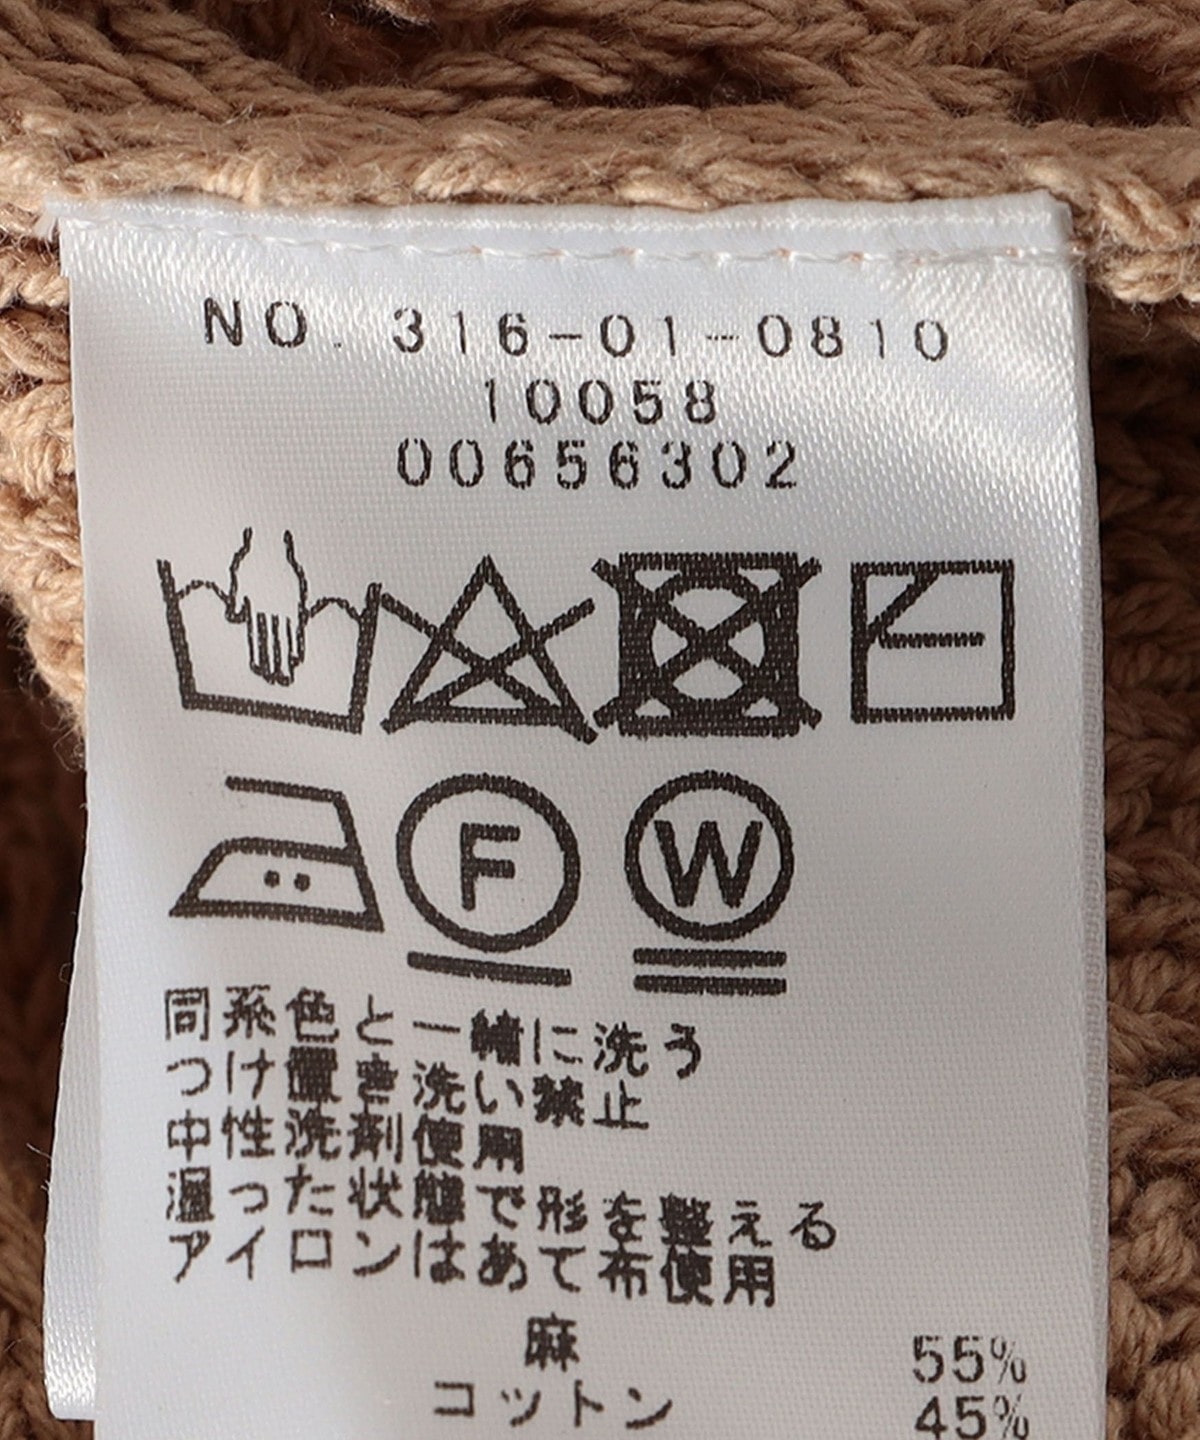 NO. 316-01-0810
10058
00656302
F W
同系色と一緒に洗う
つけ置き洗い禁止
中性洗剤使用
湿った状態で形を整える
アイロンはあて布使用
麻 55%
コットン 45%